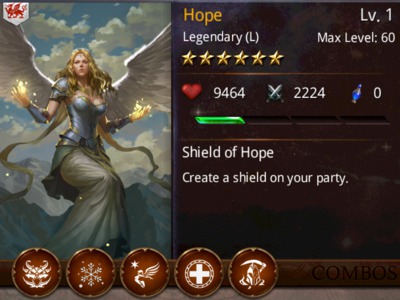 Hope Lv. 1
Legendary (L) Max Level: 60
9464 2224 0
Shield of Hope
Create a shield on your party.
COMBOS